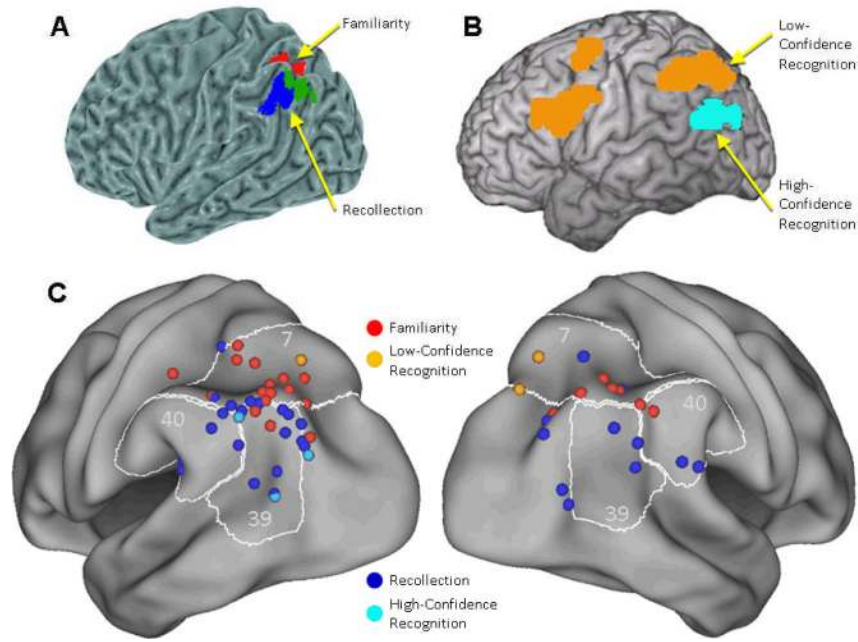 A
Familiarity
Recollection
B
Low-
Confidence
Recognition
High-
Confidence
Recognition
C
7
40
39
Familiarity
Low-Confidence
Recognition
7
40
39
Recollection
High-Confidence
Recognition